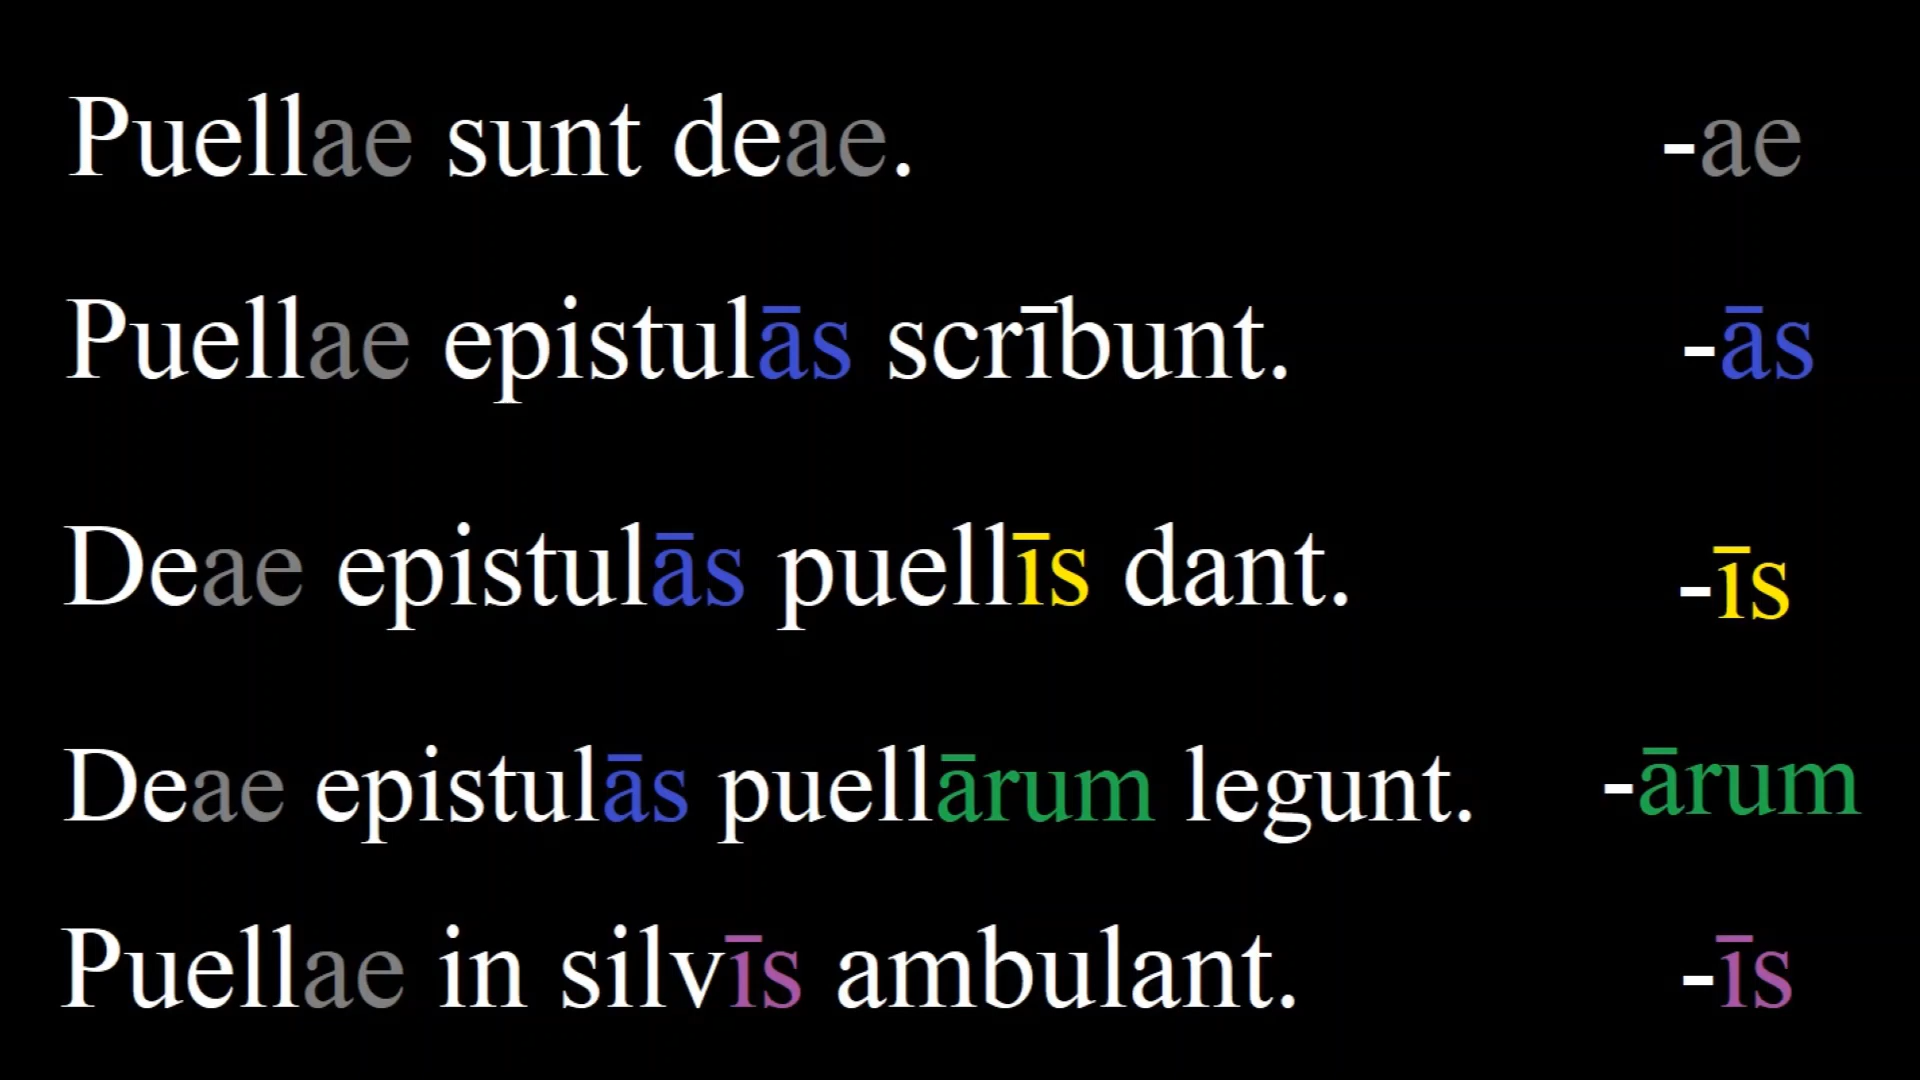 Puellae sunt deae. -ae
Puellae epistulās scrībunt. -ās
Deae epistulās puellīs dant. -īs
Deae epistulās puellārum legunt. -ārum
Puellae in silvīs ambulant. -īs